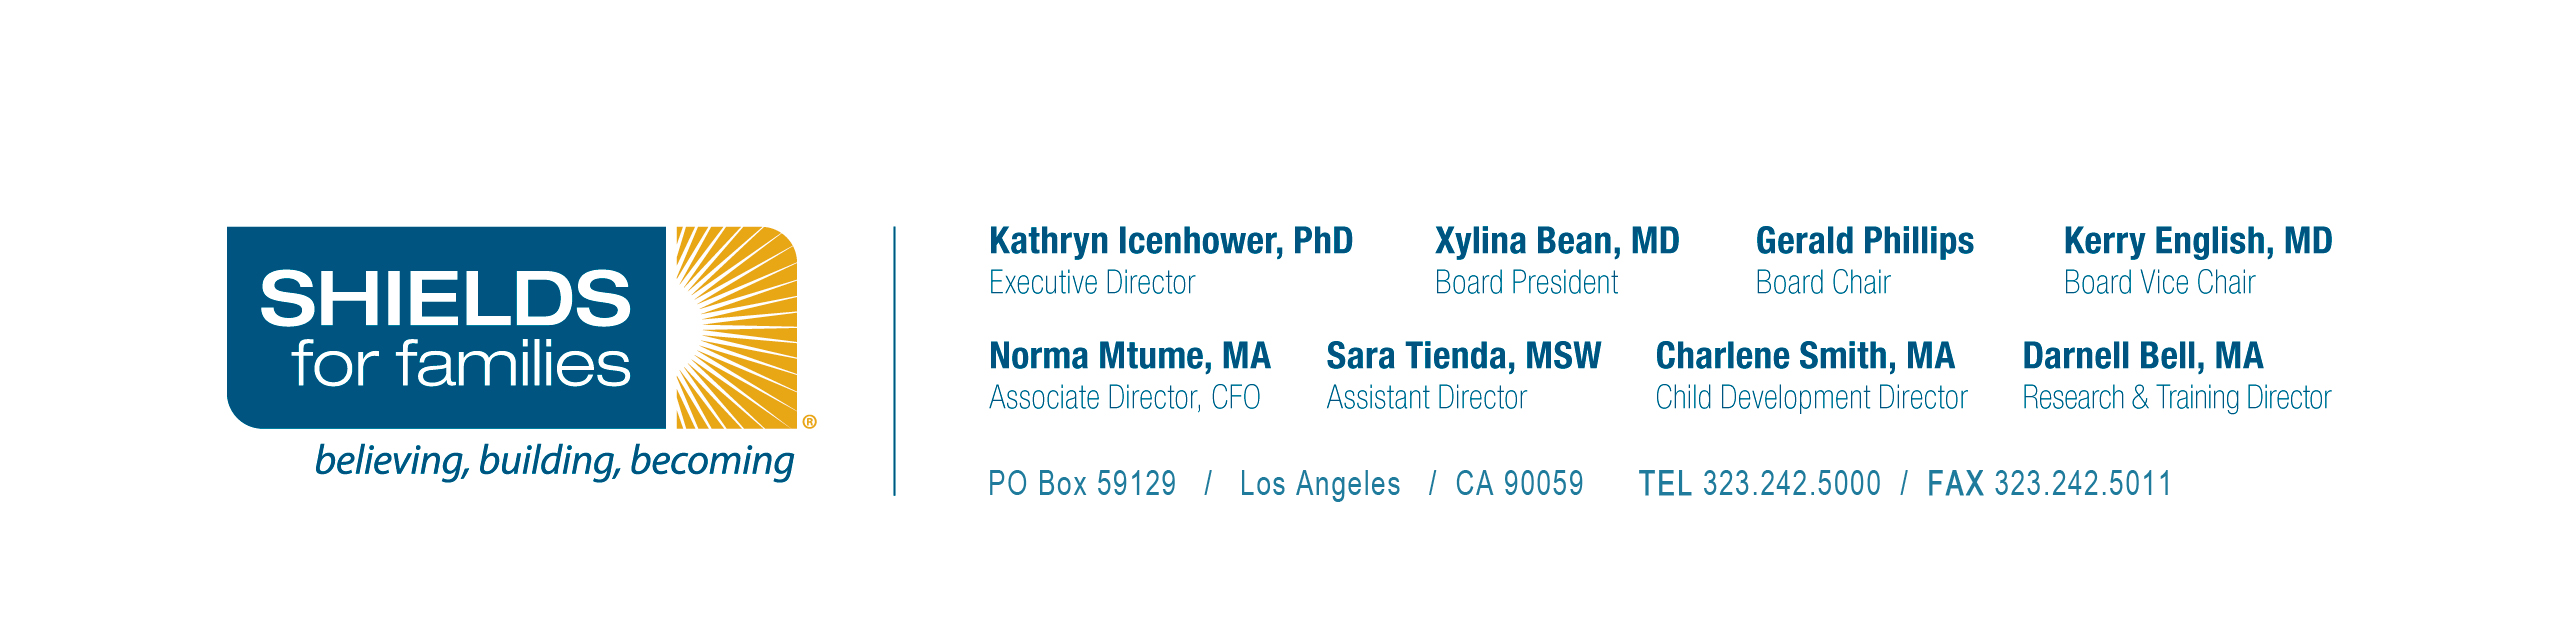 SHIELDS
for families
®
believing, building, becoming
Kathryn Icenhower, PhD Xylina Bean, MD Gerald Phillips Kerry English, MD
Executive Director Board President Board Chair Board Vice Chair
Norma Mtume, MA Sara Tienda, MSW Charlene Smith, MA Darnell Bell, MA
Associate Director, CFO Assistant Director Child Development Director Research & Training Director
PO Box 59129 / Los Angeles / CA 90059 TEL 323.242.5000 / FAX 323.242.5011